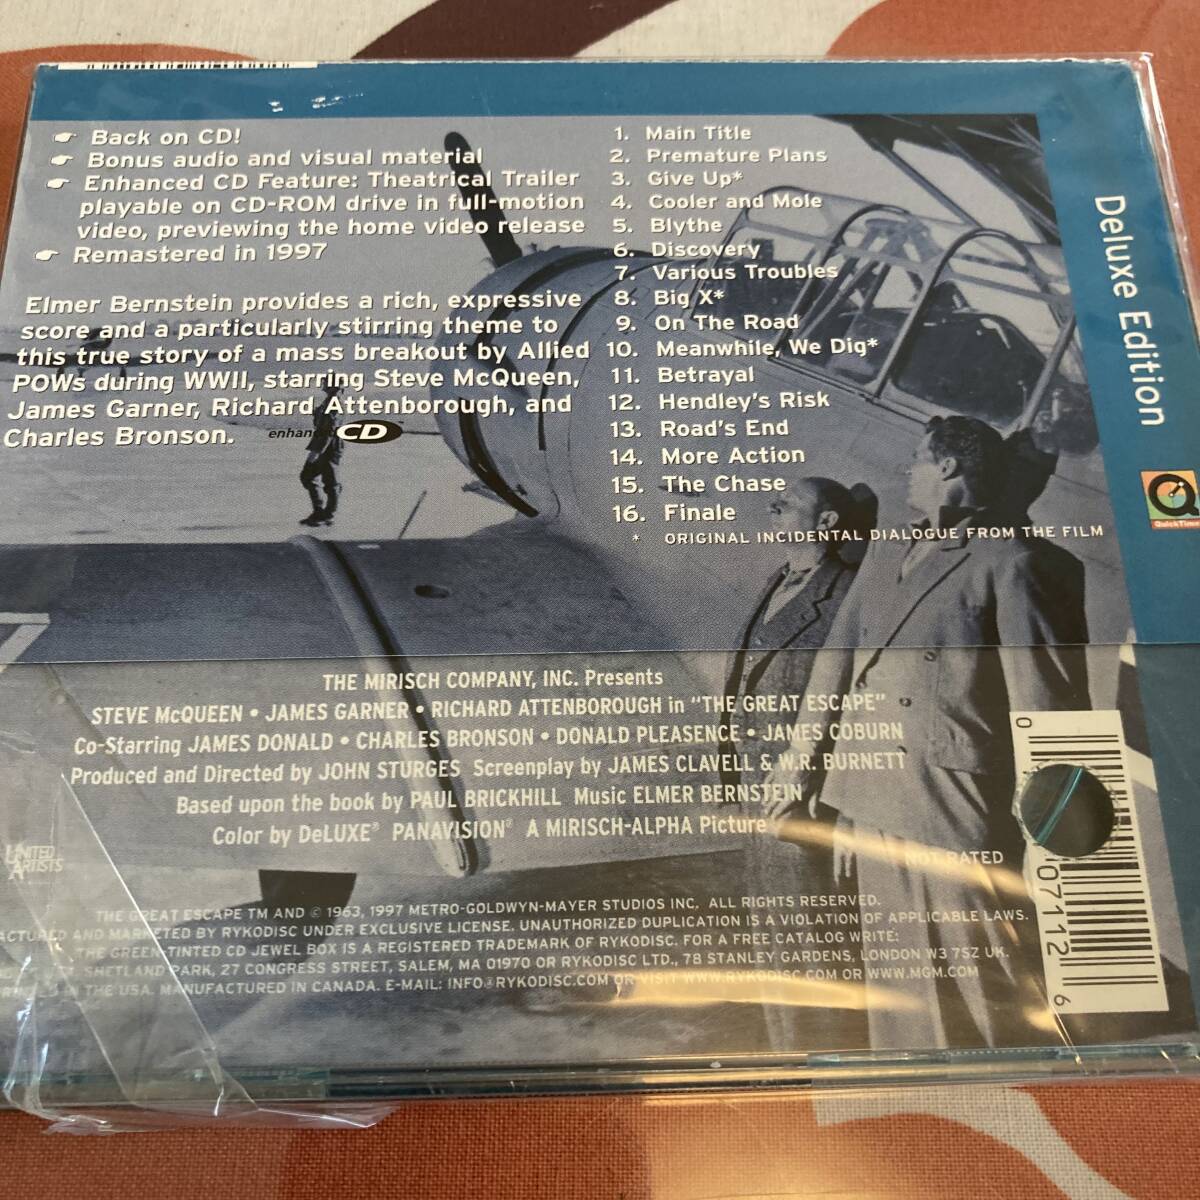 ☛ Back on CD!
☛ Bonus audio and visual material
☛ Enhanced CD Feature: Theatrical Trailer
playable on CD-ROM drive in full-motion
video, previewing the home video release
☛ Remastered in 1997
Elmer Bernstein provides a rich, expressive
score and a particularly stirring theme to
this true story of a mass breakout by Allied
POWs during WWII, starring Steve McQueen,
James Garner, Richard Attenborough, and
Charles Bronson.
enhanced CD
1. Main Title
2. Premature Plans
3. Give Up*
4. Cooler and Mole
5. Blythe
6. Discovery
7. Various Troubles
8. Big X*
9. On The Road
10. Meanwhile, We Dig*
11. Betrayal
12. Hendley's Risk
13. Road's End
14. More Action
15. The Chase
16. Finale
* ORIGINAL INCIDENTAL DIALOGUE FROM THE FILM
Deluxe Edition
QuickTime
THE MIRISCH COMPANY, INC. Presents
STEVE McQUEEN • JAMES GARNER • RICHARD ATTENBOROUGH in "THE GREAT ESCAPE"
Co-Starring JAMES DONALD • CHARLES BRONSON • DONALD PLEASENCE • JAMES COBURN
Produced and Directed by JOHN STURGES Screenplay by JAMES CLAVELL & W.R. BURNETT
Based upon the book by PAUL BRICKHILL Music ELMER BERNSTEIN
Color by DeLUXE® PANAVISION® A MIRISCH-ALPHA Picture
UNITED ARTISTS
NOT RATED
THE GREAT ESCAPE TM AND © 1963, 1997 METRO-GOLDWYN-MAYER STUDIOS INC. ALL RIGHTS RESERVED.
AND MARKETED BY RYKODISC UNDER EXCLUSIVE LICENSE. UNAUTHORIZED DUPLICATION IS A VIOLATION OF APPLICABLE LAWS.
THE GREEN-TINTED CD JEWEL BOX IS A REGISTERED TRADEMARK OF RYKODISC. FOR A FREE CATALOG WRITE:
SHETLAND PARK, 27 CONGRESS STREET, SALEM, MA 01970 OR RYKODISC LTD., 78 STANLEY GARDENS, LONDON W3 7SZ UK.
IN THE USA. MANUFACTURED IN CANADA. E-MAIL: INFO@RYKODISC.COM OR VISIT WWW.RYKODISC.COM OR WWW.MGM.COM
0
07112
6